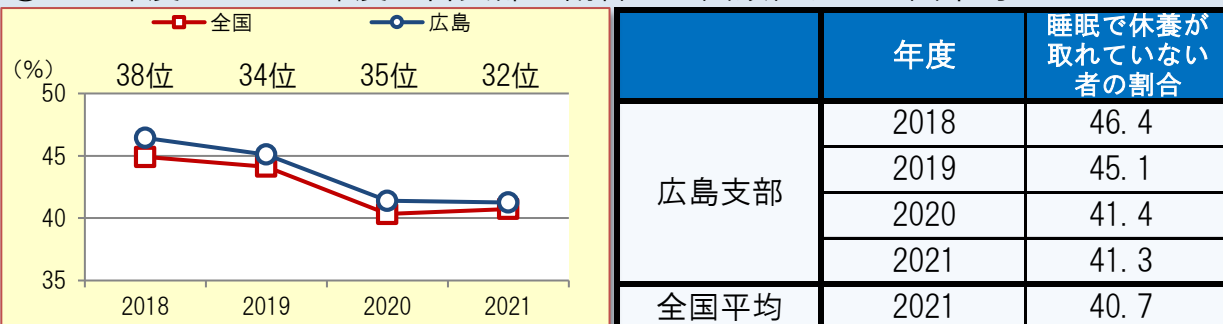 全国 広島
(%) 38位 34位 35位 32位
50
45
40
35
2018 2019 2020 2021
年度 睡眠で休養が
取れていない
者の割合
広島支部 2018 46.4
2019 45.1
2020 41.4
2021 41.3
全国平均 2021 40.7